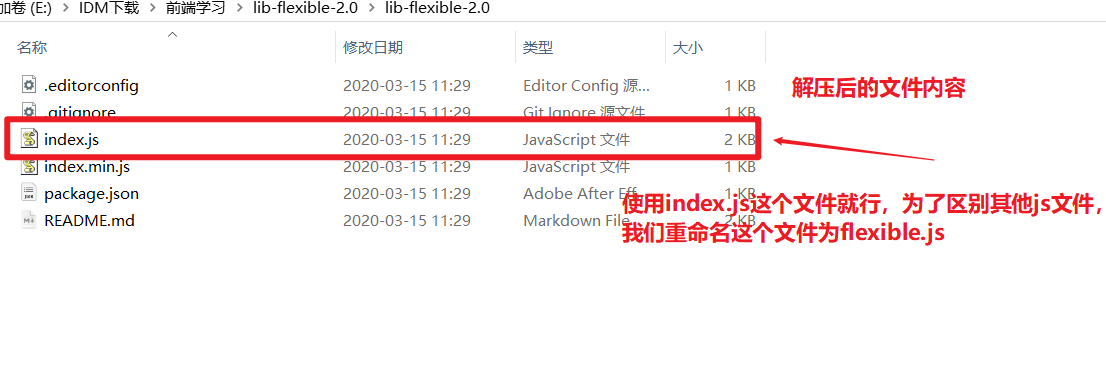 加卷 (E:) > IDM下载 > 前端学习 > lib-flexible-2.0 > lib-flexible-2.0
名称 修改日期 类型 大小
.editorconfig 2020-03-15 11:29 Editor Config 源... 1 KB
解压后的文件内容
.gitignore 2020-03-15 11:29 Git Ignore 源文件 1 KB
index.js 2020-03-15 11:29 JavaScript 文件 2 KB
index.min.js 2020-03-15 11:29 JavaScript 文件 1 KB
package.json 2020-03-15 11:29 Adobe After Eff... 1 KB
README.md 2020-03-15 11:29 Markdown File 2 KB
使用index.js这个文件就行，为了区别其他js文件，
我们重命名这个文件为flexible.js